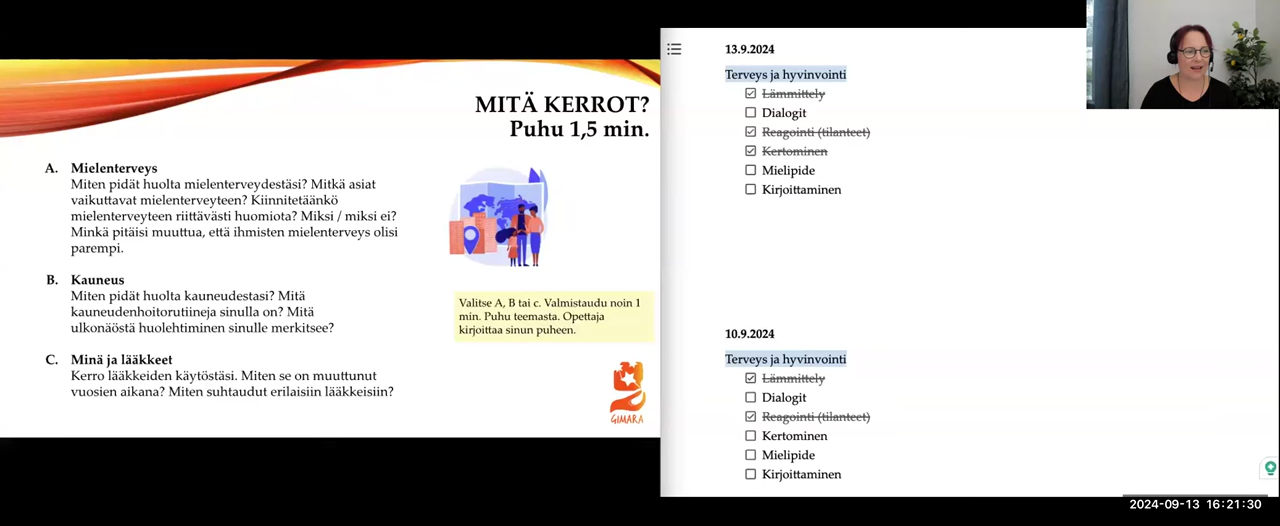 MITÄ KERROT?
Puhu 1,5 min.
A. Mielenterveys
Miten pidät huolta mielenterveydestäsi? Mitkä asiat
vaikuttavat mielenterveyteen? Kiinnitetäänkö
mielenterveyteen riittävästi huomiota? Miksi / miksi ei?
Minkä pitäisi muuttua, että ihmisten mielenterveys olisi
parempi.
B. Kauneus
Miten pidät huolta kauneudestasi? Mitä
kauneudenhoitorutiineja sinulla on? Mitä
ulkonäöstä huolehtiminen sinulle merkitsee?
C. Minä ja lääkkeet
Kerro lääkkeiden käytöstäsi. Miten se on muuttunut
vuosien aikana? Miten suhtaudut erilaisiin lääkkeisiin?
Valitse A, B tai c. Valmistaudu noin 1
min. Puhu teemasta. Opettaja
kirjoittaa sinun puheen.
GIMARA
13.9.2024
Terveys ja hyvinvointi
Lämmittely
Dialogit
Reagointi (tilanteet)
Kertominen
Mielipide
Kirjoittaminen
10.9.2024
Terveys ja hyvinvointi
Lämmittely
Dialogit
Reagointi (tilanteet)
Kertominen
Mielipide
Kirjoittaminen
2024-09-13 16:21:30